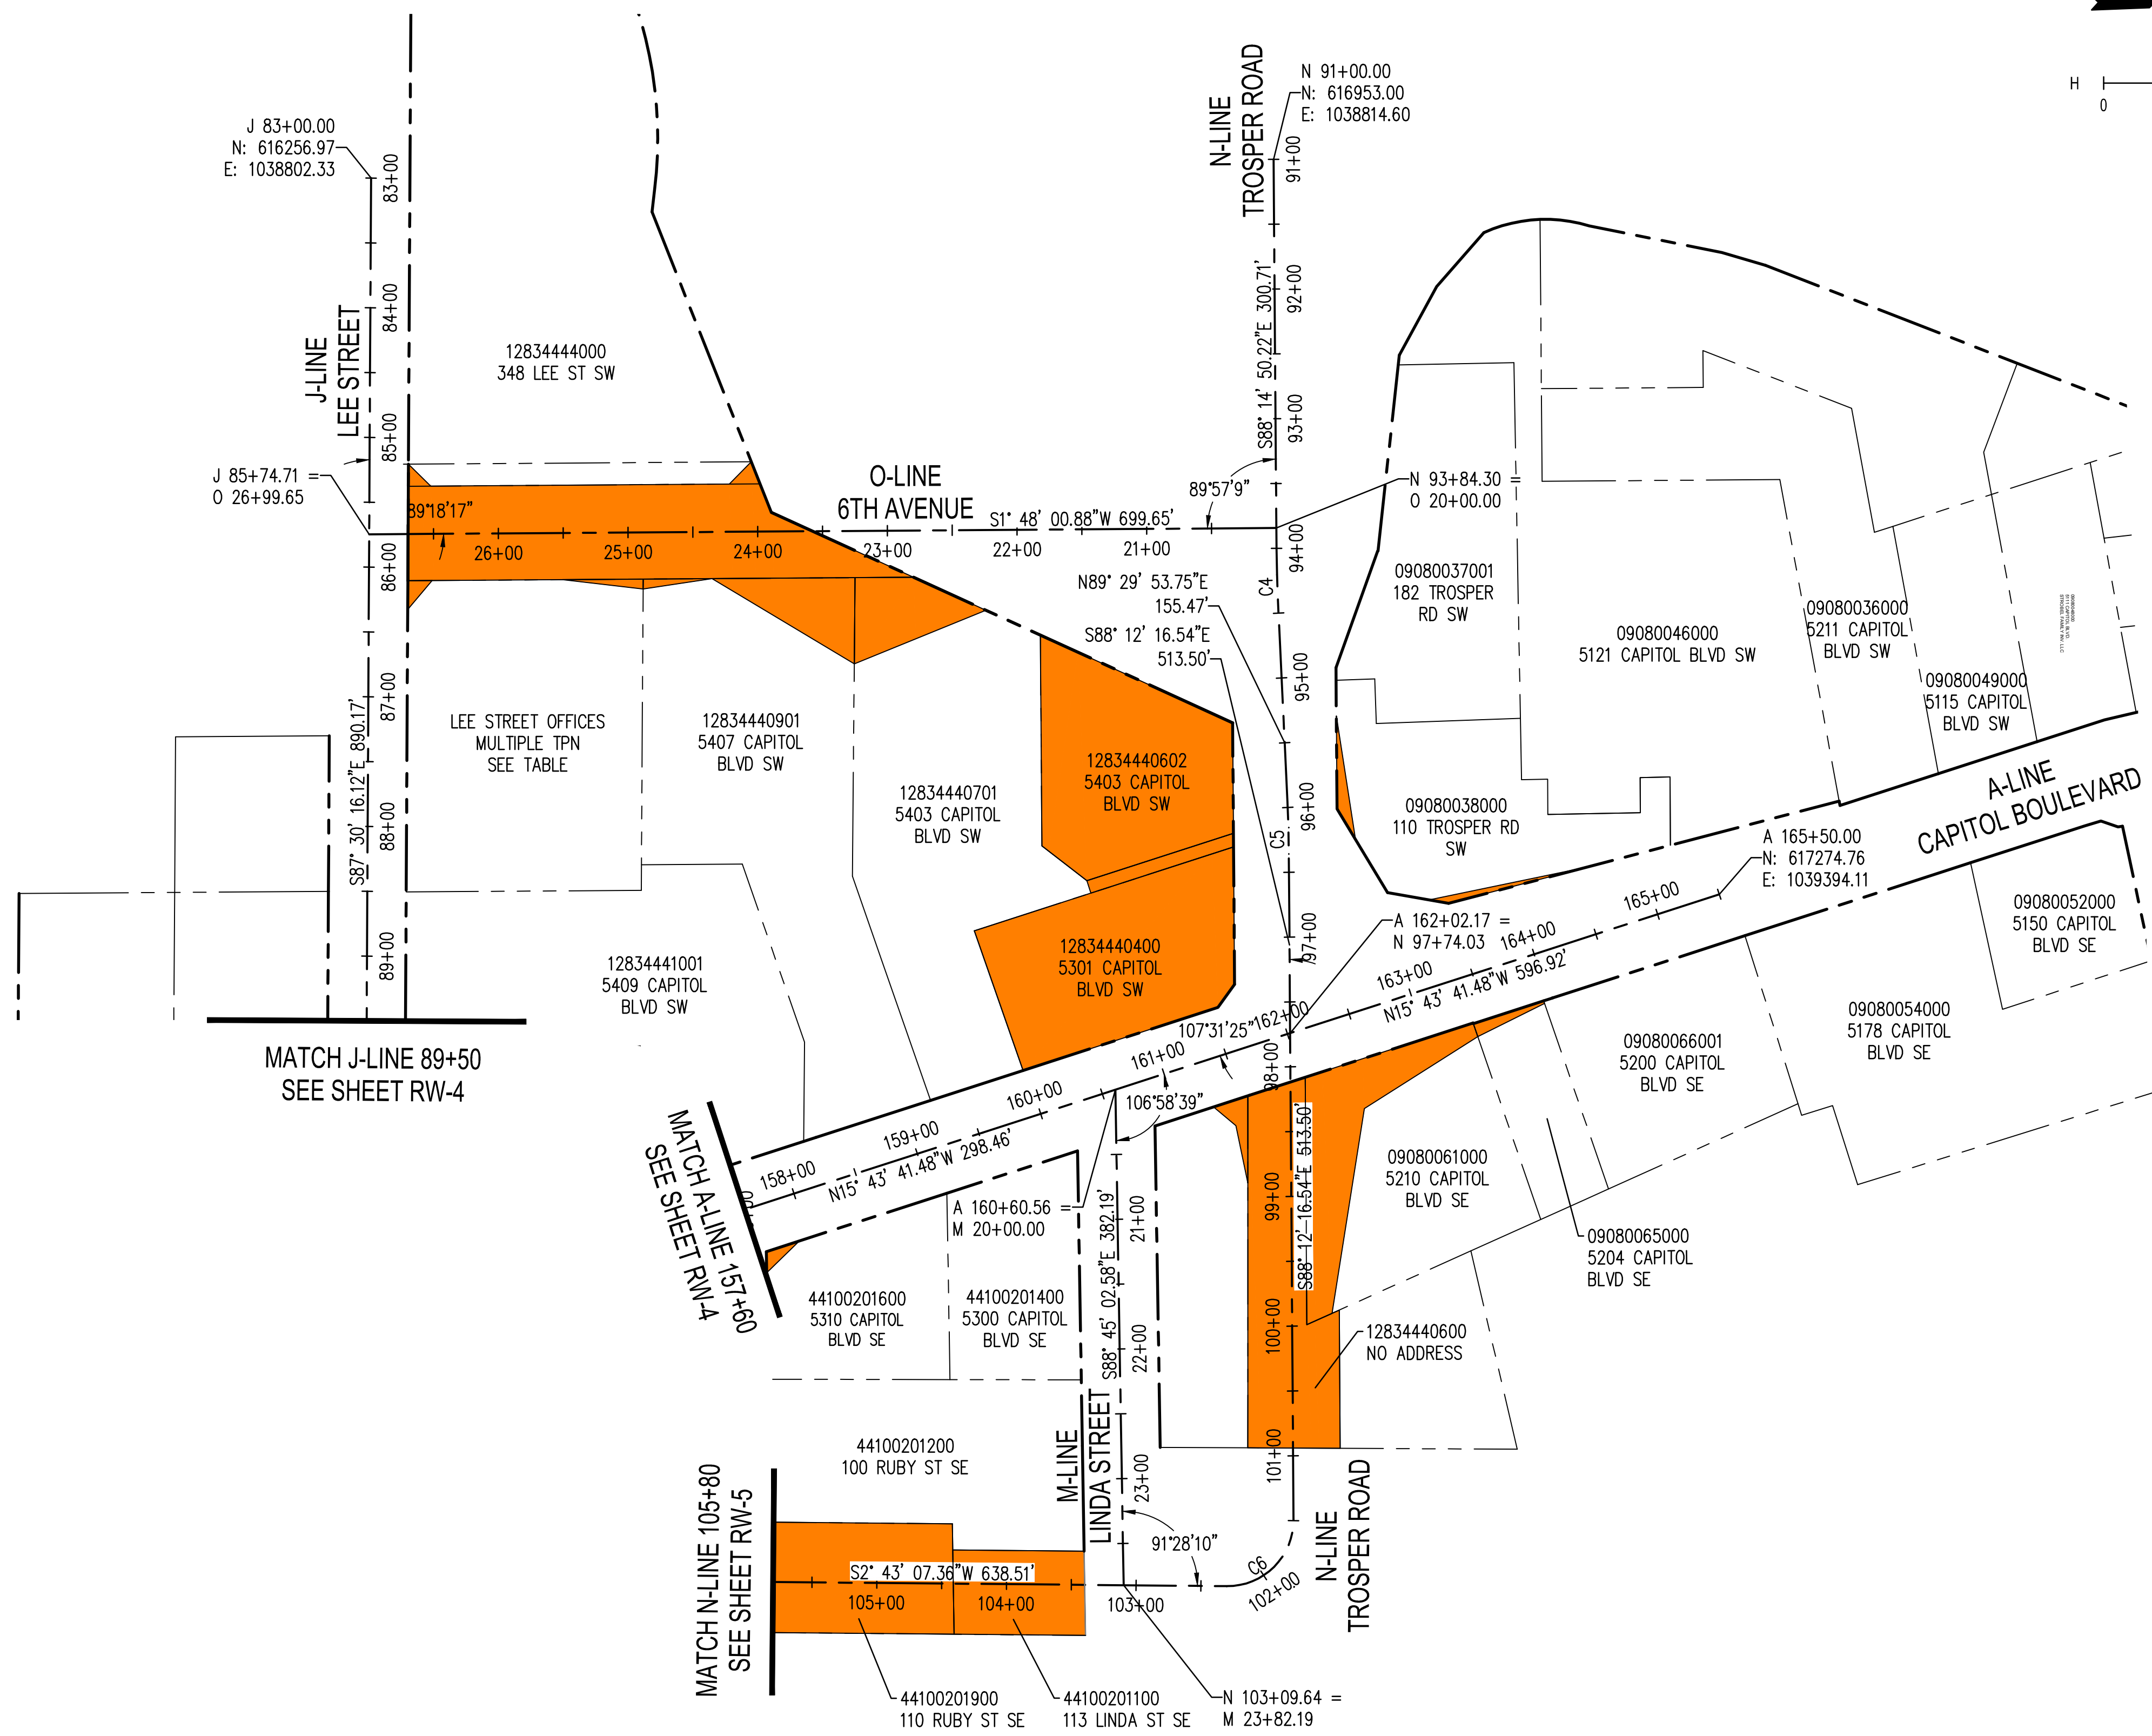 H
0
N 91+00.00
N: 616953.00
E: 1038814.60
N-LINE
TROSPER ROAD
J 83+00.00
N: 616256.97
E: 1038802.33
83+00
84+00
85+00
86+00
87+00
88+00
89+00
J-LINE
LEE STREET
S87° 30' 16.12"E 890.17'
12834444000
348 LEE ST SW
J 85+74.71 =
O 26+99.65
89°18'17"
O-LINE
6TH AVENUE
S1° 48' 00.88"W 699.65'
26+00
25+00
24+00
23+00
22+00
21+00
91+00
92+00
93+00
94+00
95+00
96+00
97+00
98+00
99+00
100+00
101+00
S88° 14' 50.22"E 300.71'
89°57'9"
N 93+84.30 =
O 20+00.00
C4
N89° 29' 53.75"E
155.47'
S88° 12' 16.54"E
513.50'
C5
09080037001
182 TROSPER
RD SW
09080046000
5121 CAPITOL BLVD SW
09080036000
5211 CAPITOL
BLVD SW
09080049000
5115 CAPITOL
BLVD SW
09080038000
110 TROSPER RD
SW
LEE STREET OFFICES
MULTIPLE TPN
SEE TABLE
12834440901
5407 CAPITOL
BLVD SW
12834440701
5403 CAPITOL
BLVD SW
12834440602
5403 CAPITOL
BLVD SW
12834440400
5301 CAPITOL
BLVD SW
12834441001
5409 CAPITOL
BLVD SW
A-LINE
CAPITOL BOULEVARD
A 165+50.00
N: 617274.76
E: 1039394.11
A 162+02.17 =
N 97+74.03
158+00
159+00
160+00
161+00
162+00
163+00
164+00
165+00
N15° 43' 41.48"W 596.92'
N15° 43' 41.48"W 298.46'
107°31'25"
106°58'39"
09080052000
5150 CAPITOL
BLVD SE
09080054000
5178 CAPITOL
BLVD SE
09080066001
5200 CAPITOL
BLVD SE
09080061000
5210 CAPITOL
BLVD SE
09080065000
5204 CAPITOL
BLVD SE
MATCH J-LINE 89+50
SEE SHEET RW-4
MATCH A-LINE 157+60
SEE SHEET RW-4
A 160+60.56 =
M 20+00.00
S88° 12' 16.54"E 513.50'
S88° 45' 02.58"E 382.19'
21+00
22+00
23+00
44100201600
5310 CAPITOL
BLVD SE
44100201400
5300 CAPITOL
BLVD SE
12834440600
NO ADDRESS
44100201200
100 RUBY ST SE
M-LINE
LINDA STREET
91°28'10"
C6
102+00
N-LINE
TROSPER ROAD
MATCH N-LINE 105+80
SEE SHEET RW-5
S2° 43' 07.36"W 638.51'
105+00
104+00
103+00
44100201900
110 RUBY ST SE
44100201100
113 LINDA ST SE
N 103+09.64 =
M 23+82.19